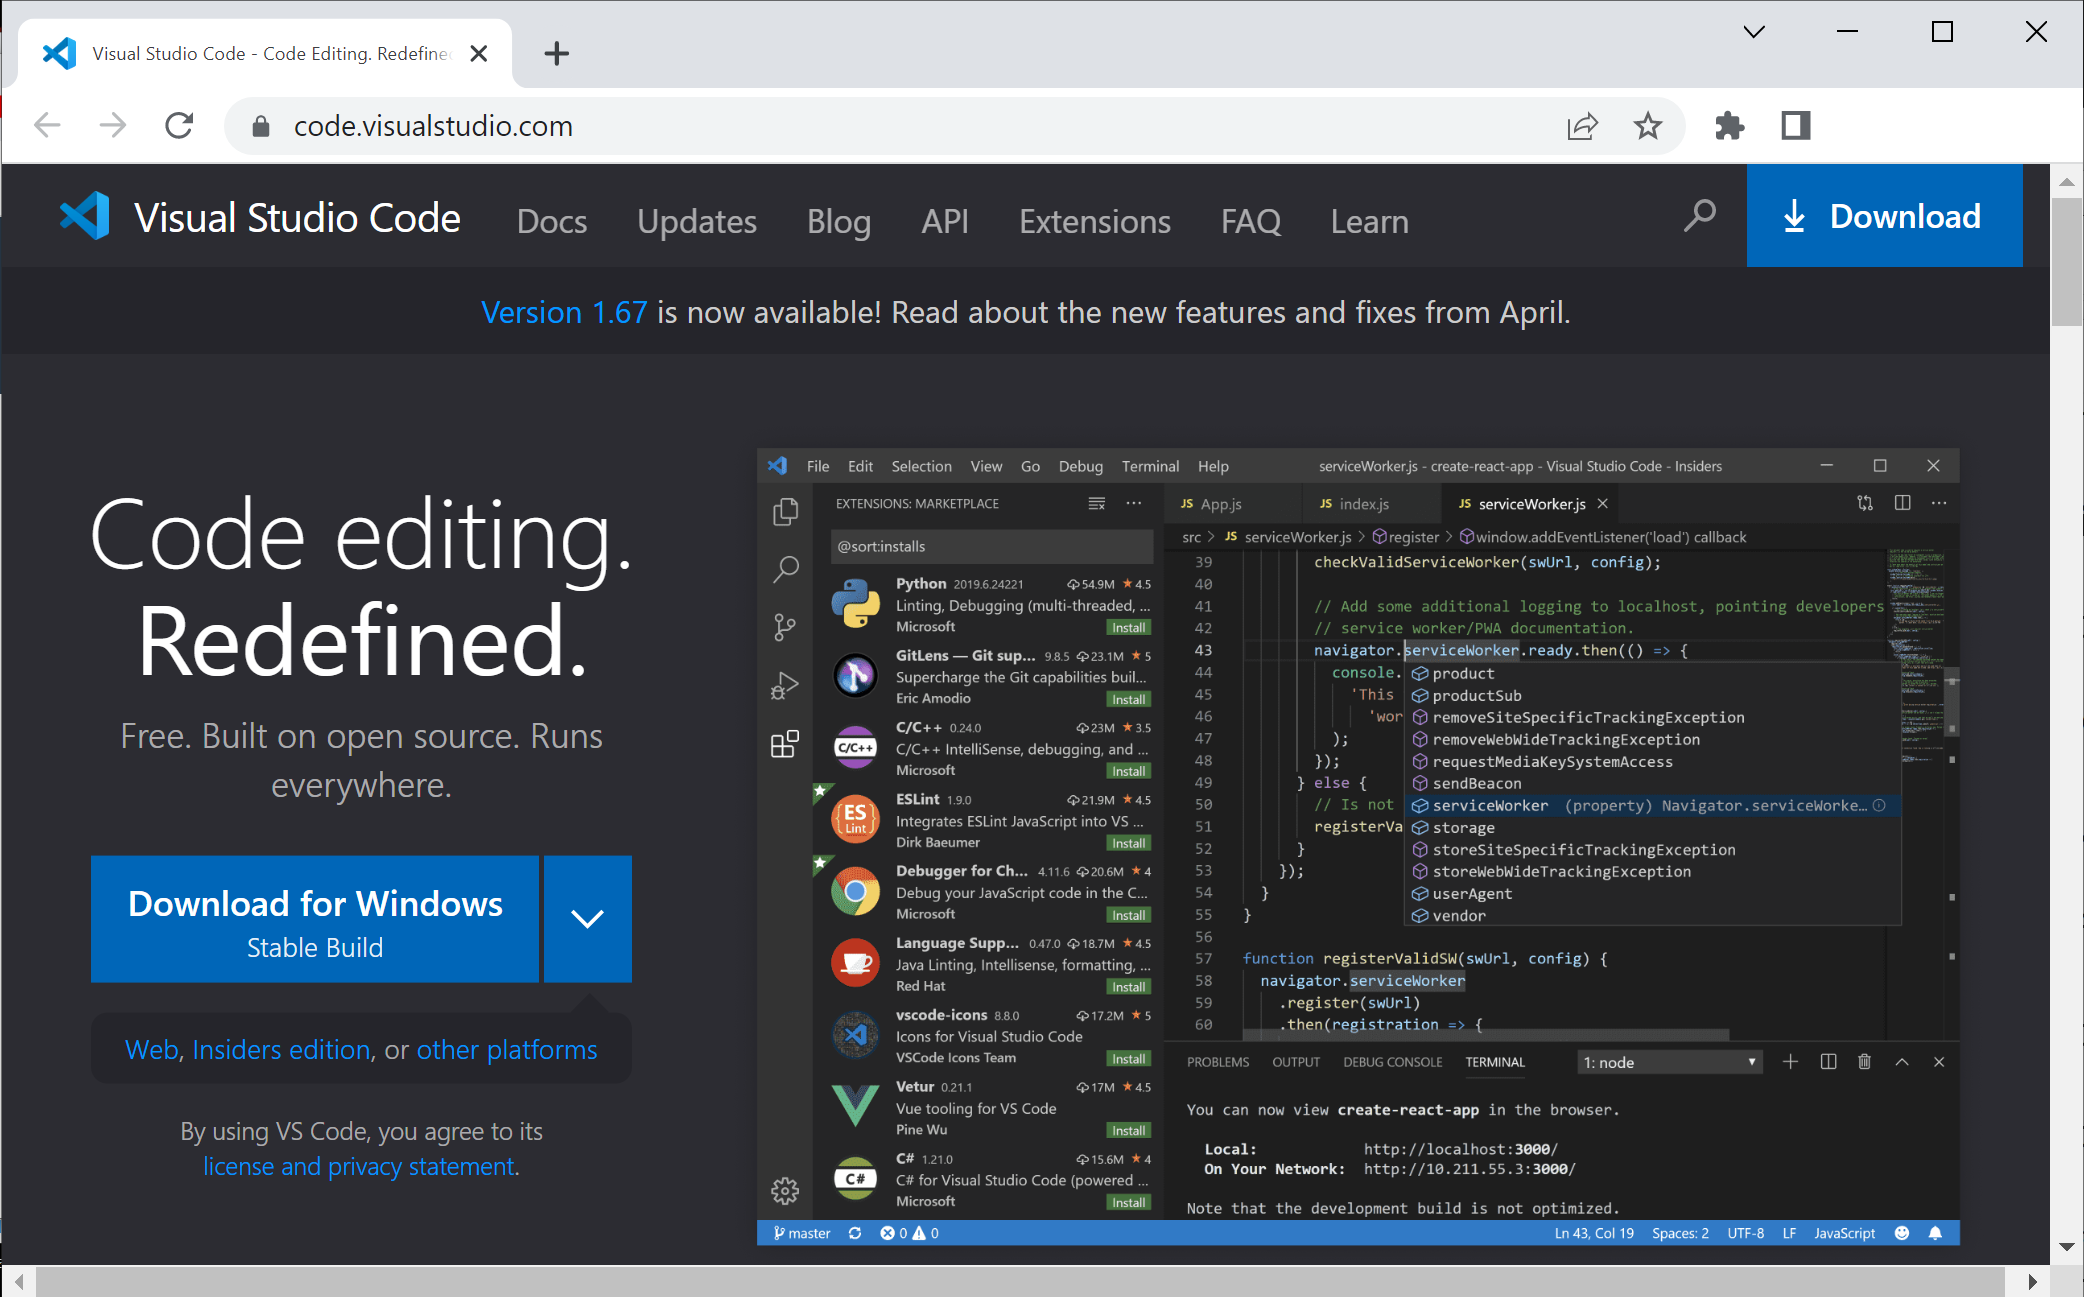 Visual Studio Code - Code Editing. Redefined
code.visualstudio.com
Visual Studio Code Docs Updates Blog API Extensions FAQ Learn Download
Version 1.67 is now available! Read about the new features and fixes from April.
Code editing.
Redefined.
Free. Built on open source. Runs
everywhere.
Download for Windows
Stable Build
Web, Insiders edition, or other platforms
By using VS Code, you agree to its
license and privacy statement.
File Edit Selection View Go Debug Terminal Help serviceWorker.js - create-react-app - Visual Studio Code - Insiders
EXTENSIONS: MARKETPLACE
@sort:installs
Python 2019.6.24221 54.9M ★ 4.5
Linting, Debugging (multi-threaded, ...
Microsoft Install
GitLens — Git sup... 9.8.5 23.1M ★ 5
Supercharge the Git capabilities buil...
Eric Amodio Install
C/C++
C/C++ 0.24.0 23M ★ 3.5
C/C++ IntelliSense, debugging, and ...
Microsoft Install
ES
Lint
ESLint 1.9.0 21.9M ★ 4.5
Integrates ESLint JavaScript into VS ...
Dirk Baeumer Install
Debugger for Ch... 4.11.6 20.6M ★ 4
Debug your JavaScript code in the C...
Microsoft Install
Language Supp... 0.47.0 18.7M ★ 4.5
Java Linting, Intellisense, formatting, ...
Red Hat Install
vscode-icons 8.8.0 17.2M ★ 5
Icons for Visual Studio Code
VSCode Icons Team Install
Vetur 0.21.1 17M ★ 4.5
Vue tooling for VS Code
Pine Wu Install
C#
C# 1.21.0 15.6M ★ 4
C# for Visual Studio Code (powered ...
Microsoft Install
JS App.js JS index.js JS serviceWorker.js
src > JS serviceWorker.js > register > window.addEventListener('load') callback
39 checkValidServiceWorker(swUrl, config);
40
41 // Add some additional logging to localhost, pointing developers
42 // service worker/PWA documentation.
43 navigator.serviceWorker.ready.then(() => {
44 console.
45 'This
46 'wor
47 );
48 });
49 } else {
50 // Is not
51 registerVa
52 }
53 });
54 }
55 }
56
57 function registerValidSW(swUrl, config) {
58 navigator.serviceWorker
59 .register(swUrl)
60 .then(registration => {
product
productSub
removeSiteSpecificTrackingException
removeWebWideTrackingException
requestMediaKeySystemAccess
sendBeacon
serviceWorker (property) Navigator.serviceWorke...
storage
storeSiteSpecificTrackingException
storeWebWideTrackingException
userAgent
vendor
PROBLEMS OUTPUT DEBUG CONSOLE TERMINAL 1: node
You can now view create-react-app in the browser.
Local: http://localhost:3000/
On Your Network: http://10.211.55.3:3000/
Note that the development build is not optimized.
master 0 0 Ln 43, Col 19 Spaces: 2 UTF-8 LF JavaScript